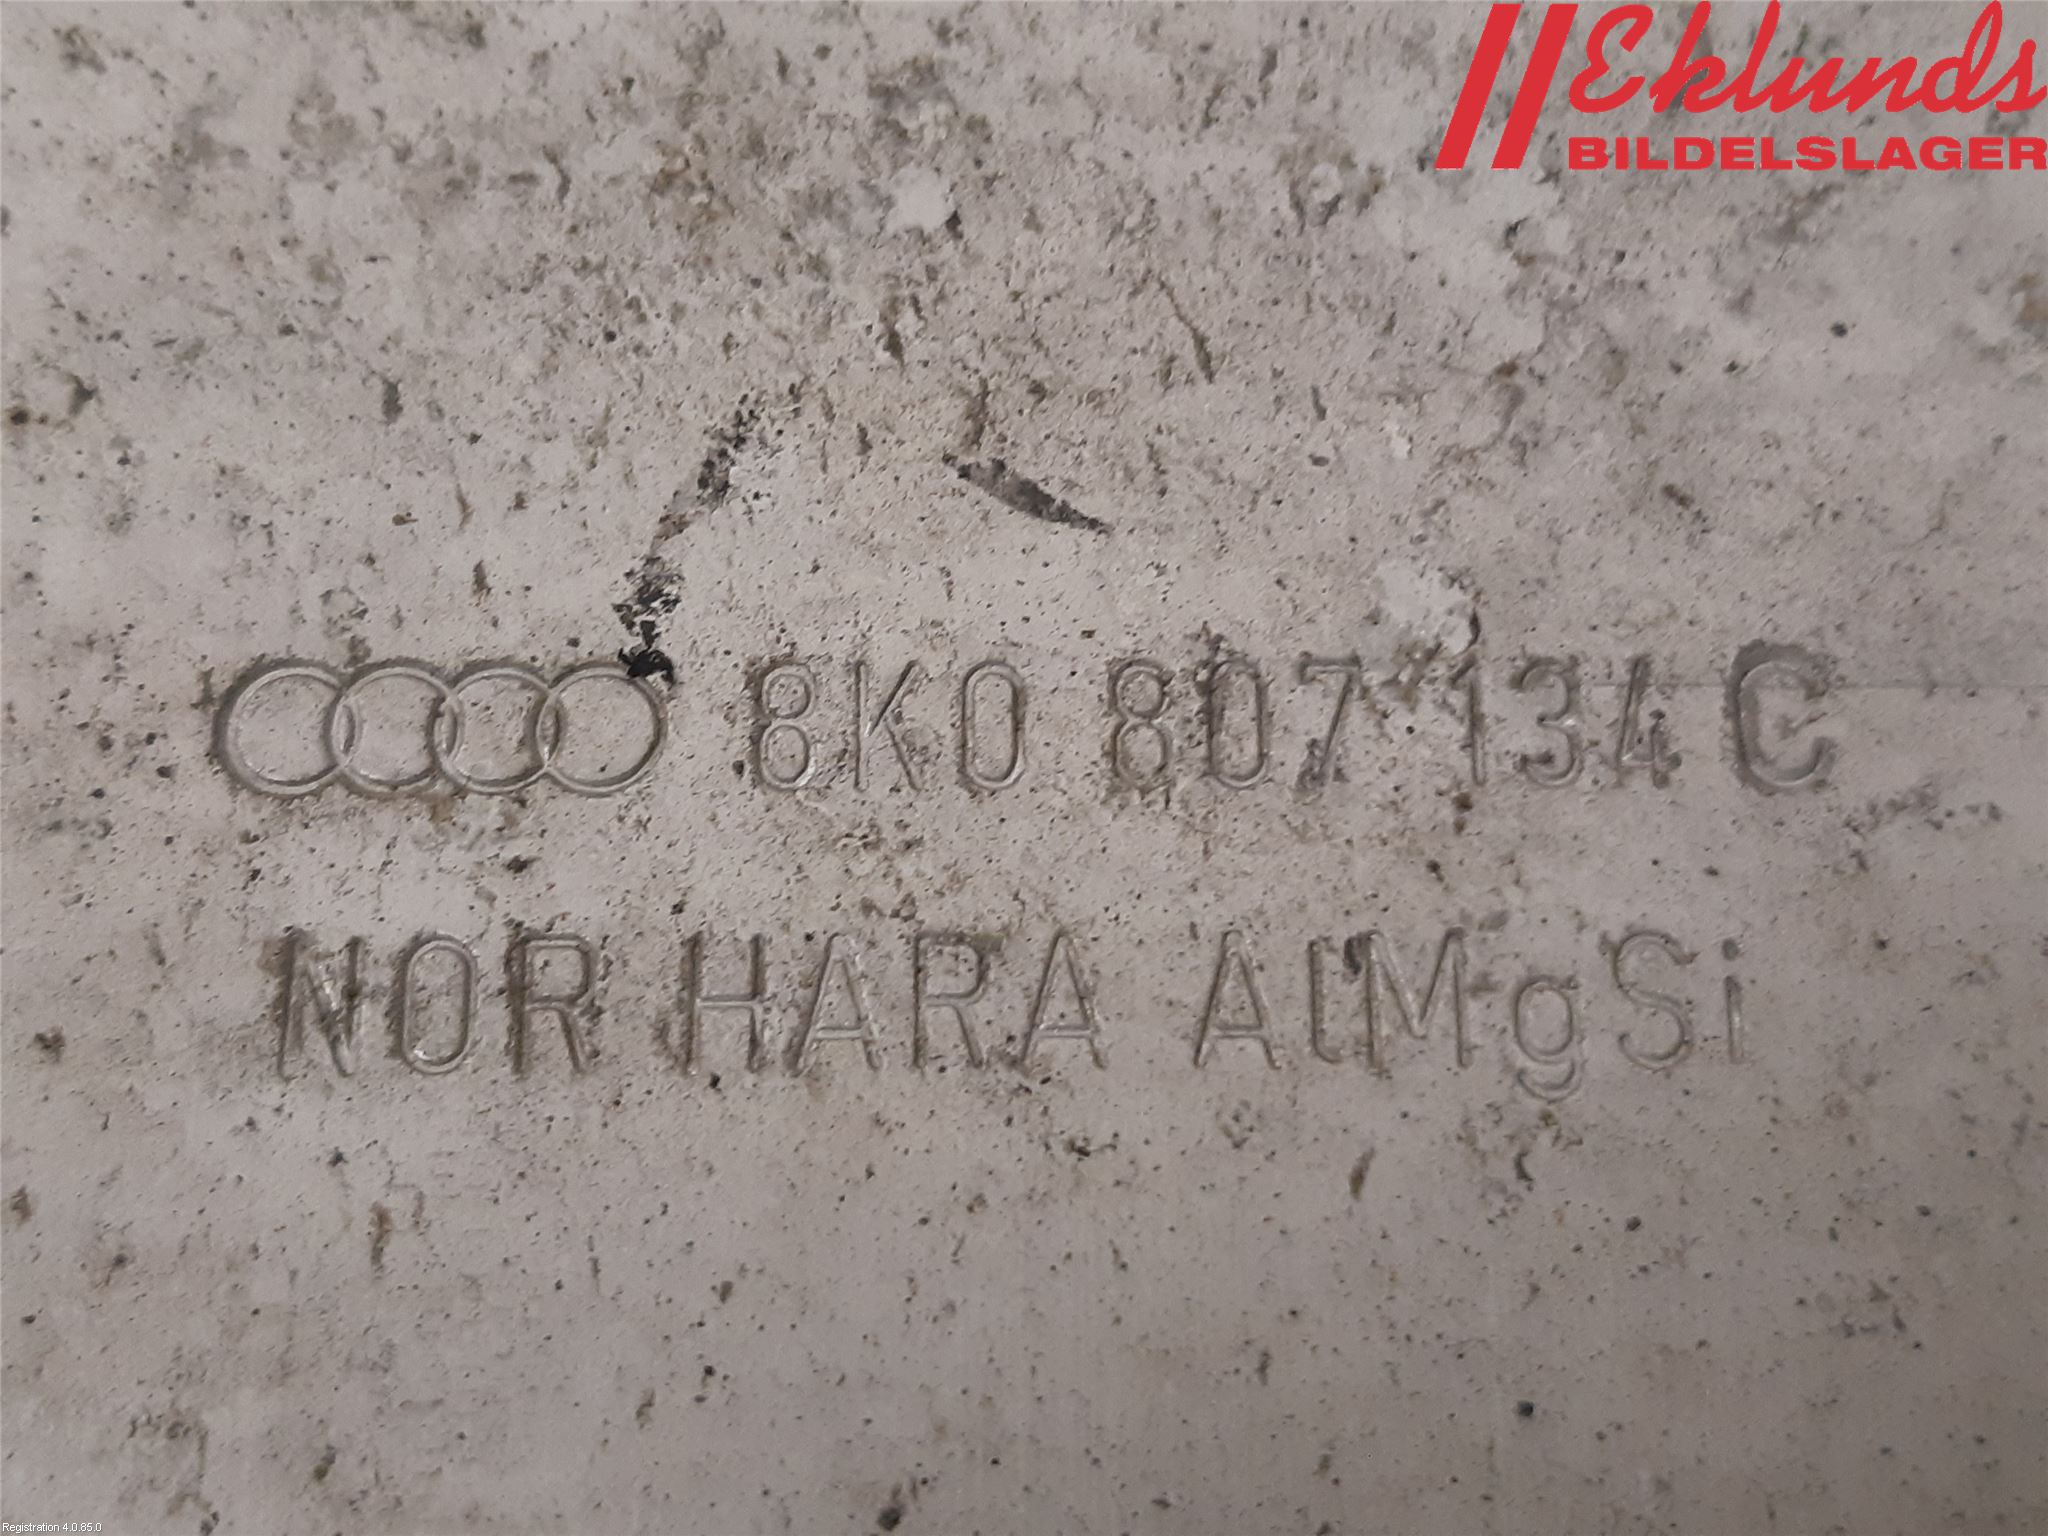 Eklunds
BILDELSLAGER
8K0 807 134 C
NOR HARA AlMgSi
Registration 4.0.85.0